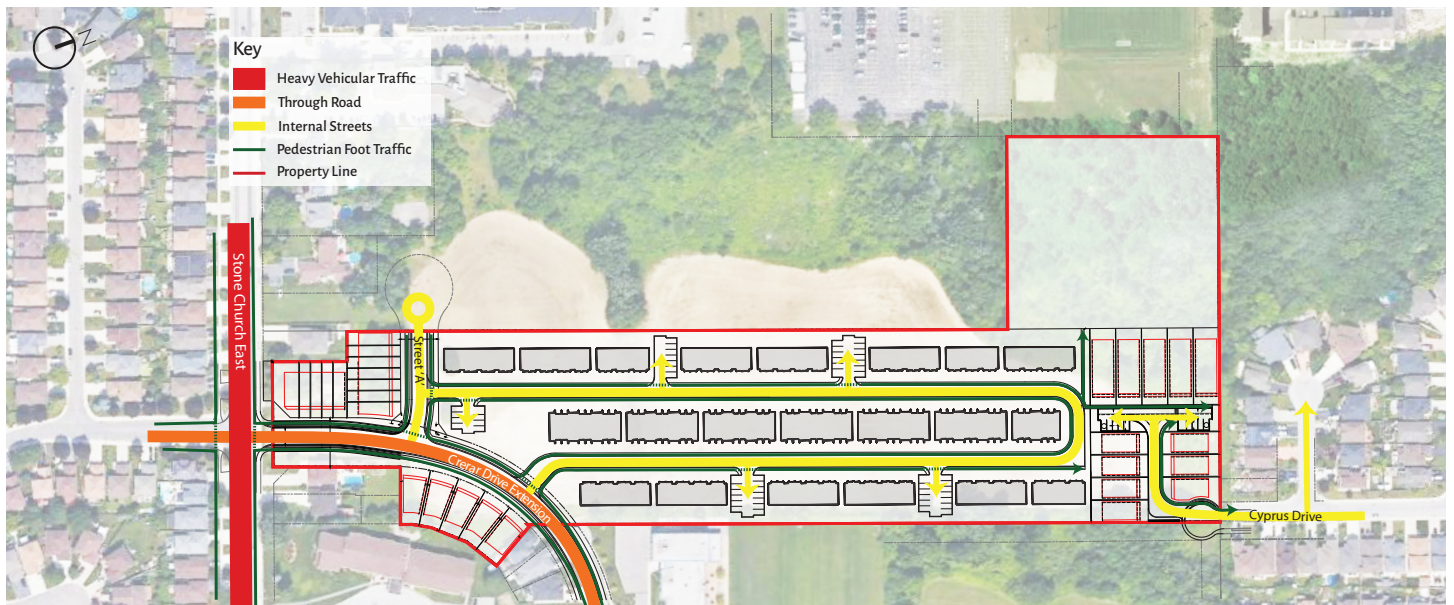 N
Key
Heavy Vehicular Traffic
Through Road
Internal Streets
Pedestrian Foot Traffic
Property Line
Stone Church East
Street 'A'
Crerar Drive Extension
Cyprus Drive